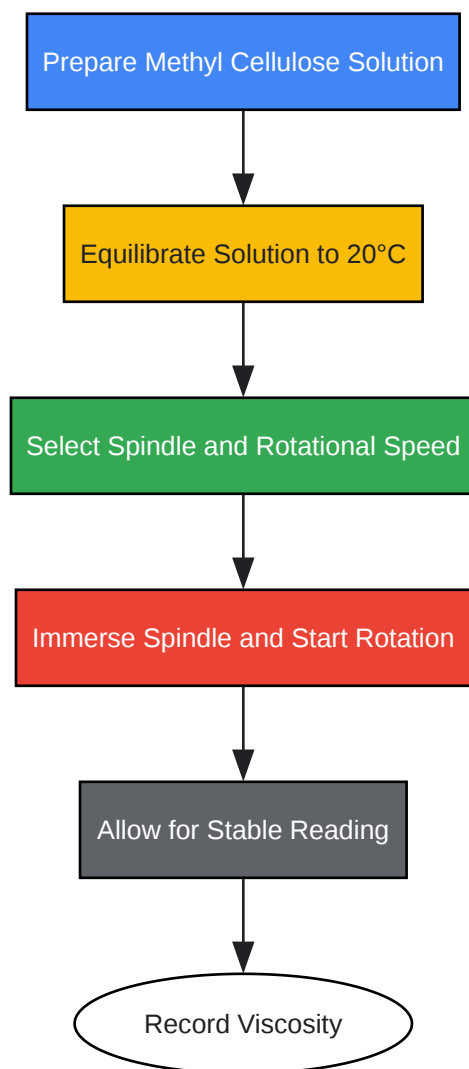 Prepare Methyl Cellulose Solution
Equilibrate Solution to 20°C
Select Spindle and Rotational Speed
Immerse Spindle and Start Rotation
Allow for Stable Reading
Record Viscosity